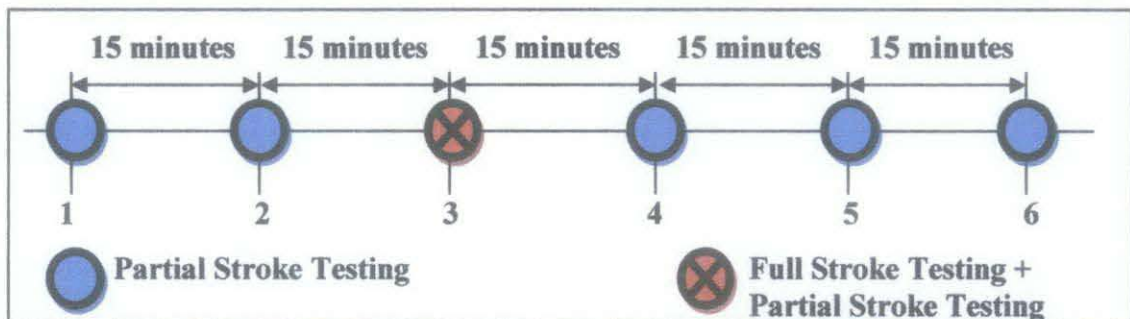 15 minutes 15 minutes 15 minutes 15 minutes 15 minutes
1 2 3 4 5 6
Partial Stroke Testing
Full Stroke Testing +
Partial Stroke Testing